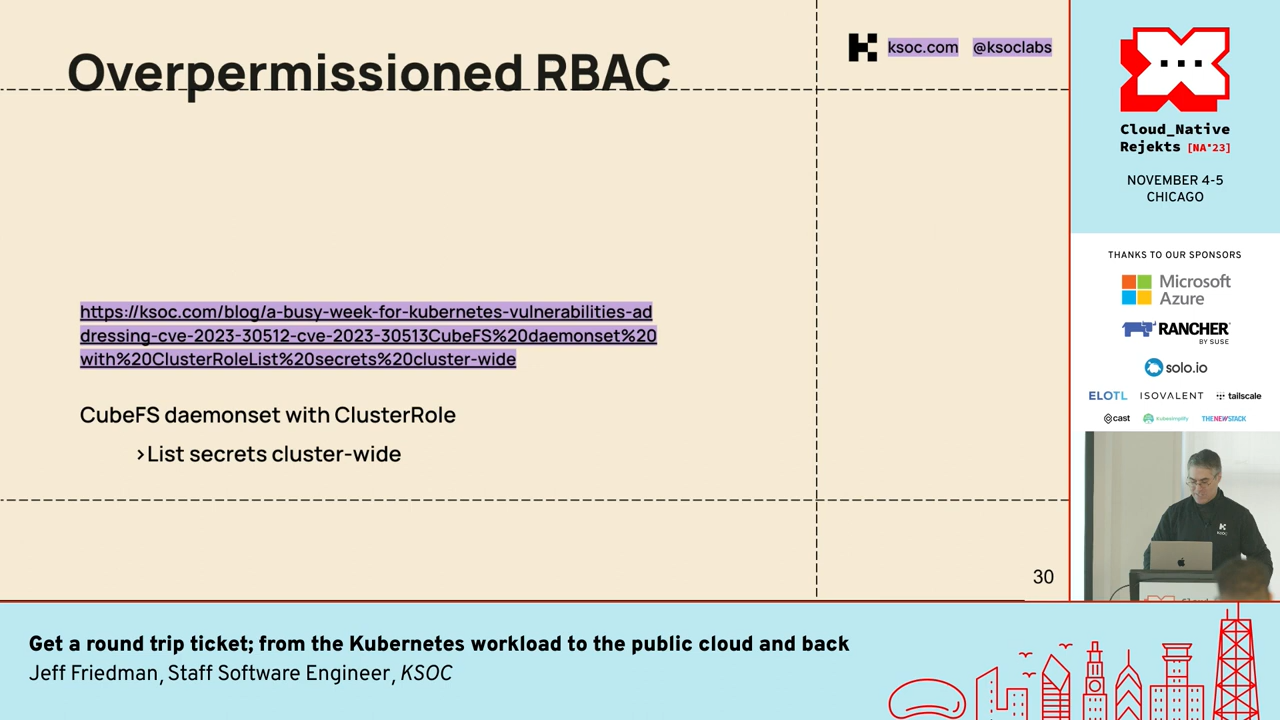 Overpermissioned RBAC
ksoc.com @ksoclabs
https://ksoc.com/blog/a-busy-week-for-kubernetes-vulnerabilities-ad
dressing-cve-2023-30512-cve-2023-30513CubeFS%20daemonset%20
with%20ClusterRoleList%20secrets%20cluster-wide
CubeFS daemonset with ClusterRole
›List secrets cluster-wide
30
Cloud_Native
Rejekts [NA'23]
NOVEMBER 4-5
CHICAGO
THANKS TO OUR SPONSORS
Microsoft
Azure
RANCHER
BY SUSE
solo.io
ELOTL ISOVALENT tailscale
cast kubesimplify THENEWSTACK
KSOC
Get a round trip ticket; from the Kubernetes workload to the public cloud and back
Jeff Friedman, Staff Software Engineer, KSOC